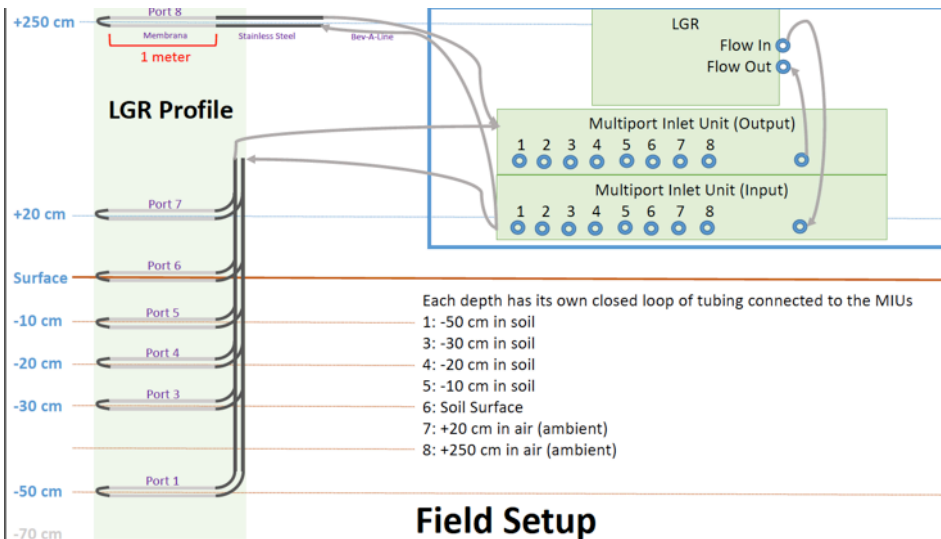 +250 cm
Port 8
Membrana
Stainless Steel
Bev-A-Line
1 meter
LGR Profile
LGR
Flow In
Flow Out
Multiport Inlet Unit (Output)
1 2 3 4 5 6 7 8
Multiport Inlet Unit (Input)
1 2 3 4 5 6 7 8
+20 cm
Port 7
Surface
Port 6
-10 cm
Port 5
-20 cm
Port 4
-30 cm
Port 3
-50 cm
Port 1
-70 cm
Each depth has its own closed loop of tubing connected to the MIUs
1: -50 cm in soil
3: -30 cm in soil
4: -20 cm in soil
5: -10 cm in soil
6: Soil Surface
7: +20 cm in air (ambient)
8: +250 cm in air (ambient)
Field Setup